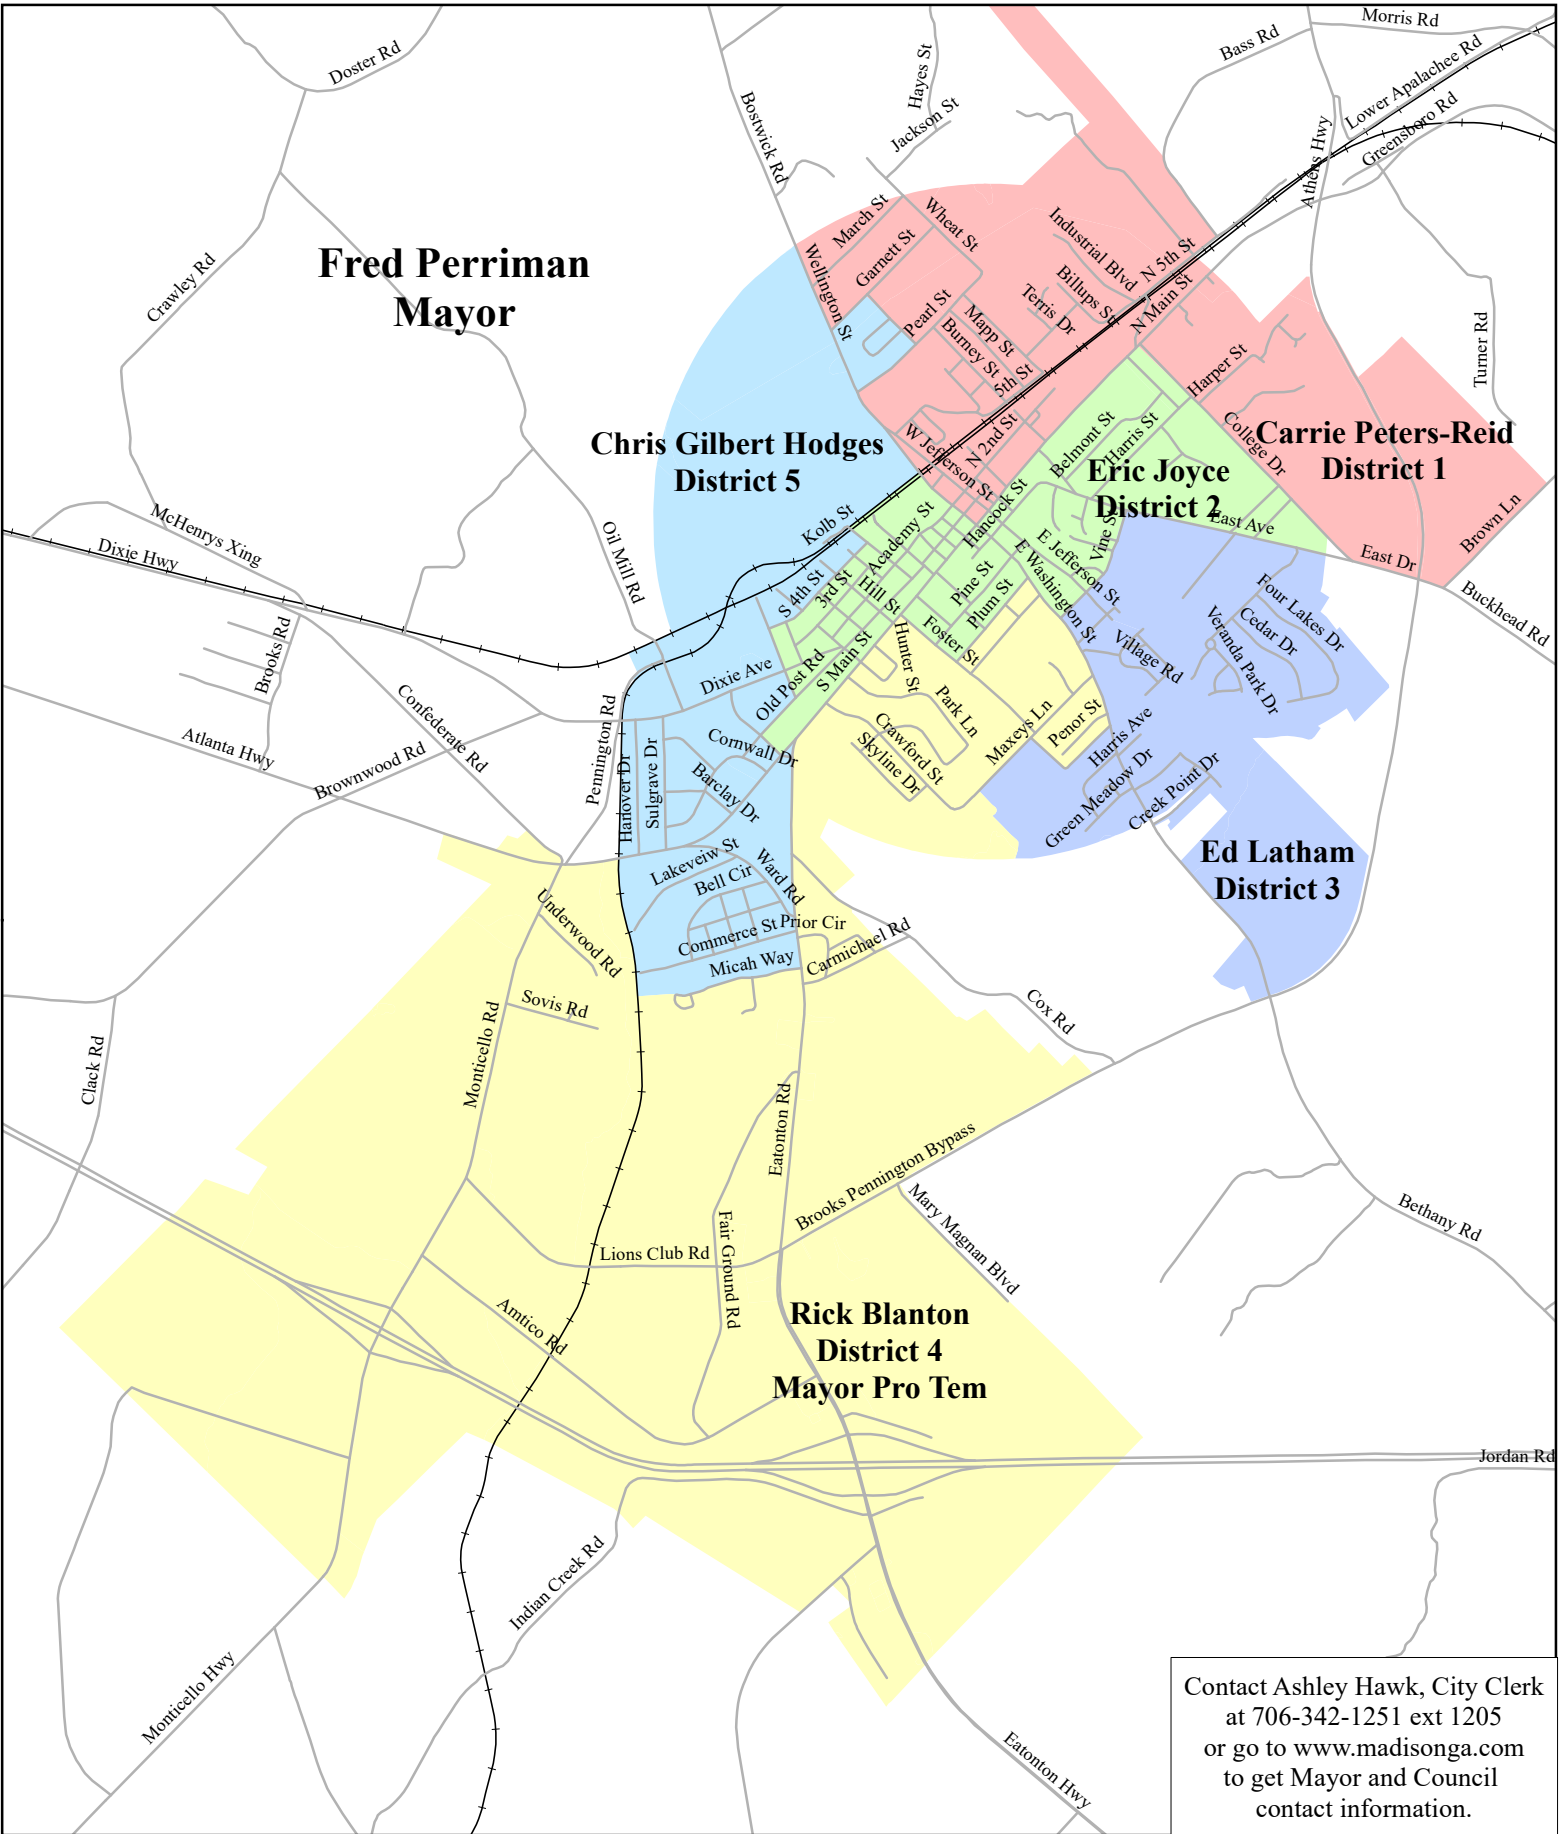 Morris Rd
Bass Rd
Doster Rd
Lower Apalachee Rd
Hayes St
Greensboro Rd
Bostwick Rd
Jackson St
Athens Hwy
March St
Wheat St
Industrial Blvd
Garnett St
N 5th St
Fred Perriman
Mayor
Crawley Rd
Wellington St
Billups St
Terris Dr
N Main St
Pearl St
Mapp St
Burney St
5th St
Turner Rd
Harper St
College Dr
Carrie Peters-Reid
District 1
Chris Gilbert Hodges
District 5
W Jefferson St
N 2nd St
Belmont St
Harris St
Eric Joyce
District 2
Hancock St
East Ave
Brown Ln
East Dr
Buckhead Rd
McHenrys Xing
Dixie Hwy
Oil Mill Rd
Kolb St
Academy St
Vine St
E Jefferson St
E Washington St
S 4th St
3rd St
Hill St
Pine St
Plum St
Foster St
Four Lakes Dr
Cedar Dr
Veranda Park Dr
Village Rd
Brooks Rd
Hunter St
S Main St
Old Post Rd
Dixie Ave
Confederate Rd
Atlanta Hwy
Brownwood Rd
Pennington Rd
Hanover Dr
Sulgrave Dr
Cornwall Dr
Barclay Dr
Park Ln
Crawford St
Skyline Dr
Maxeys Ln
Penor St
Harris Ave
Green Meadow Dr
Creek Point Dr
Ed Latham
District 3
Lakeveiw St
Bell Cir
Ward Rd
Commerce St
Prior Cir
Micah Way
Carmichael Rd
Underwood Rd
Sovis Rd
Cox Rd
Monticello Rd
Clack Rd
Eatonton Rd
Brooks Pennington Bypass
Mary Magnan Blvd
Bethany Rd
Lions Club Rd
Fair Ground Rd
Amtico Rd
Rick Blanton
District 4
Mayor Pro Tem
Jordan Rd
Indian Creek Rd
Monticello Hwy
Eatonton Hwy
Contact Ashley Hawk, City Clerk
at 706-342-1251 ext 1205
or go to www.madisonga.com
to get Mayor and Council
contact information.